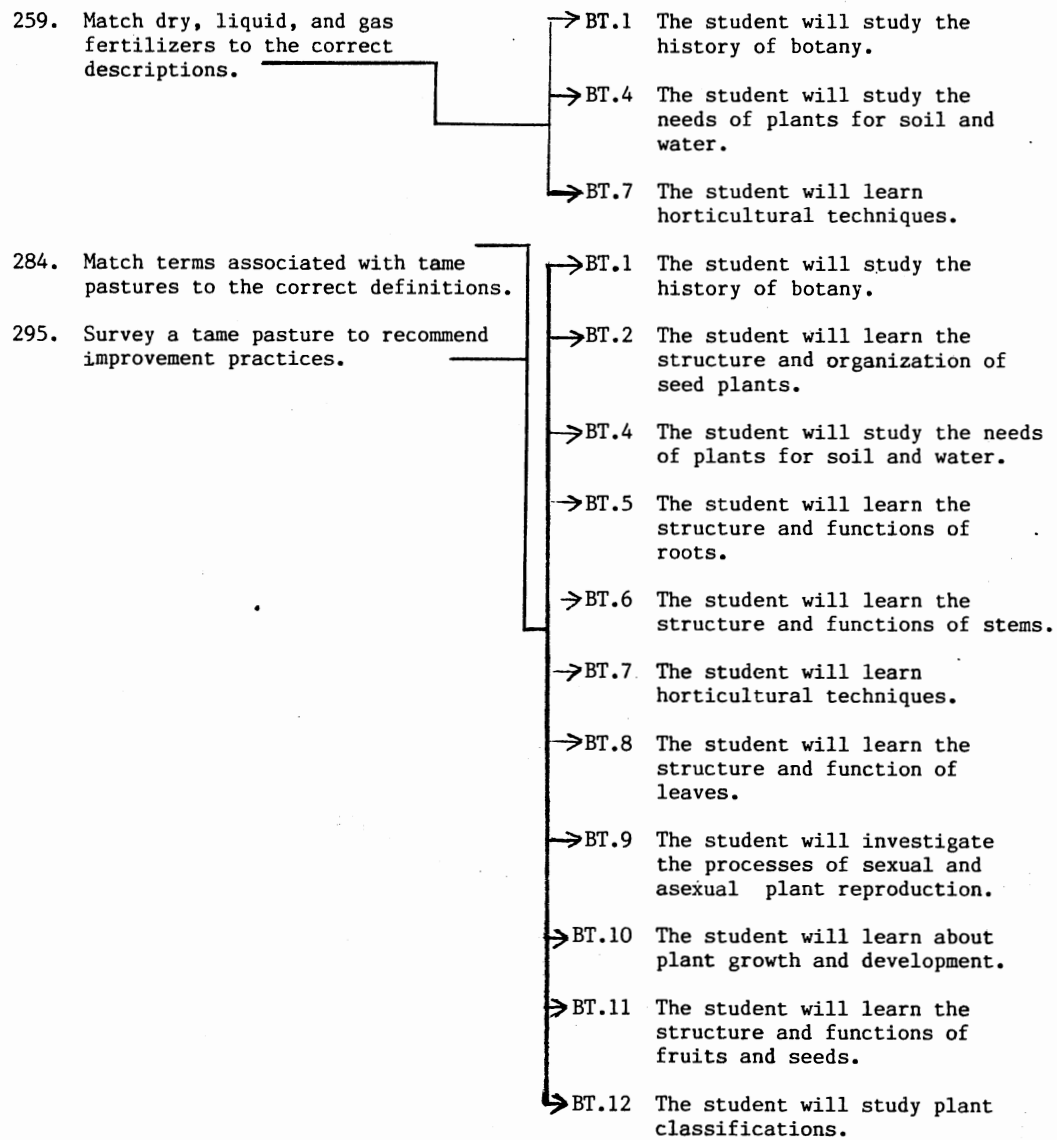 259. Match dry, liquid, and gas
fertilizers to the correct
descriptions.
BT.1 The student will study the
history of botany.
BT.4 The student will study the
needs of plants for soil and
water.
BT.7 The student will learn
horticultural techniques.
284. Match terms associated with tame
pastures to the correct definitions.
295. Survey a tame pasture to recommend
improvement practices.
BT.1 The student will study the
history of botany.
BT.2 The student will learn the
structure and organization of
seed plants.
BT.4 The student will study the needs
of plants for soil and water.
BT.5 The student will learn the
structure and functions of
roots.
BT.6 The student will learn the
structure and functions of stems.
BT.7 The student will learn
horticultural techniques.
BT.8 The student will learn the
structure and function of
leaves.
BT.9 The student will investigate
the processes of sexual and
asexual plant reproduction.
BT.10 The student will learn about
plant growth and development.
BT.11 The student will learn the
structure and functions of
fruits and seeds.
BT.12 The student will study plant
classifications.